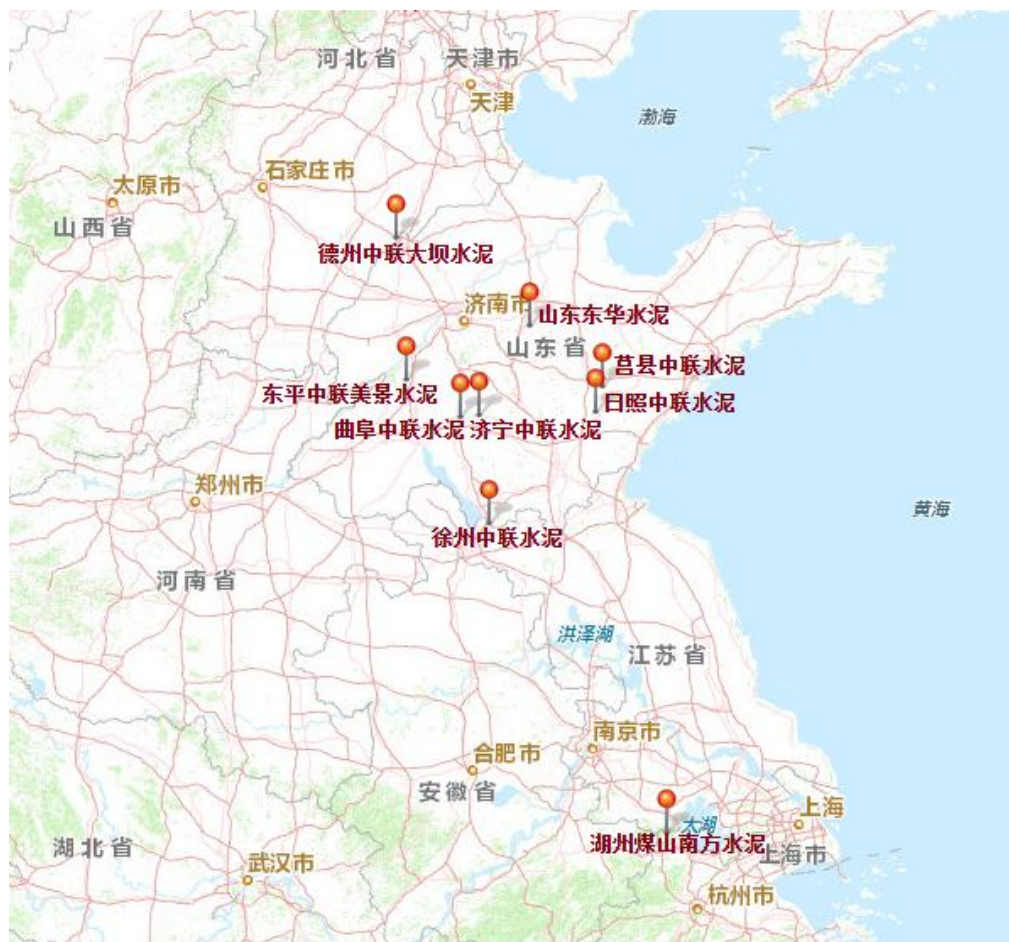 河北省
天津市
天津
渤海
石家庄市
太原市
山西省
德州中联大坝水泥
济南市
山东东华水泥
山东省
莒县中联水泥
东平中联美景水泥
日照中联水泥
曲阜中联水泥
济宁中联水泥
郑州市
黄海
徐州中联水泥
河南省
洪泽湖
江苏省
南京市
合肥市
安徽省
上海
太湖
湖州煤山南方水泥
湖北省
上海市
武汉市
杭州市